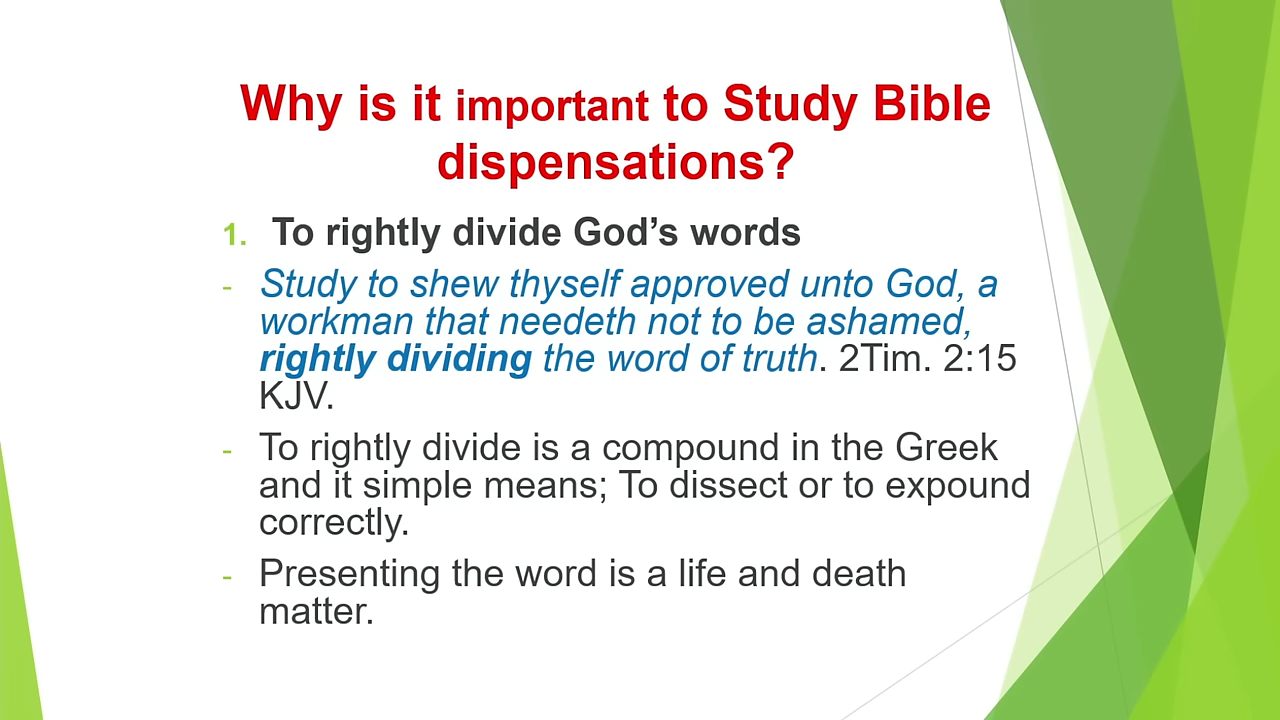 Why is it important to Study Bible
dispensations?
1. To rightly divide God’s words
- Study to shew thyself approved unto God, a
workman that needeth not to be ashamed,
rightly dividing the word of truth. 2Tim. 2:15
KJV.
- To rightly divide is a compound in the Greek
and it simple means; To dissect or to expound
correctly.
- Presenting the word is a life and death
matter.